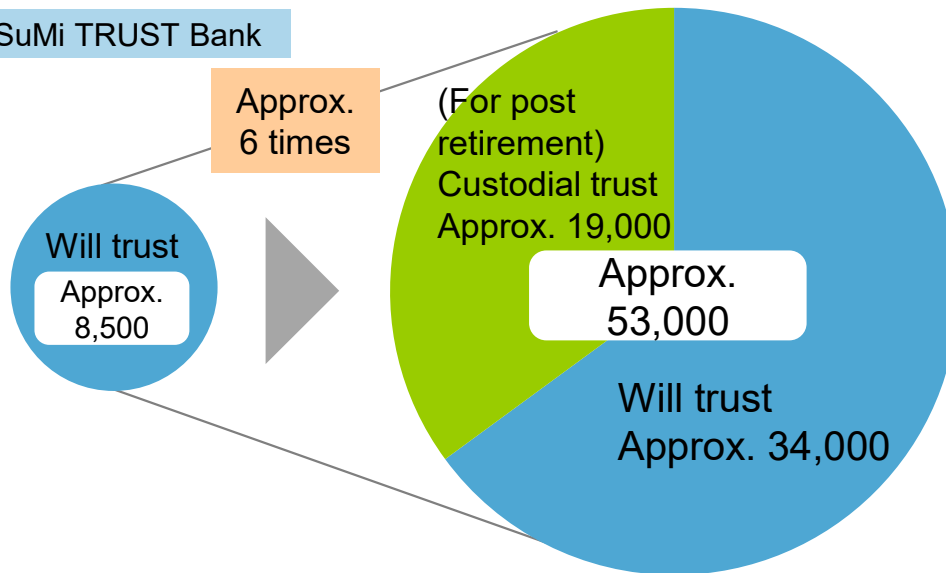 SuMi TRUST Bank
Approx.
6 times
Will trust
Approx.
8,500
(For post
retirement)
Custodial trust
Approx. 19,000
Approx.
53,000
Will trust
Approx. 34,000